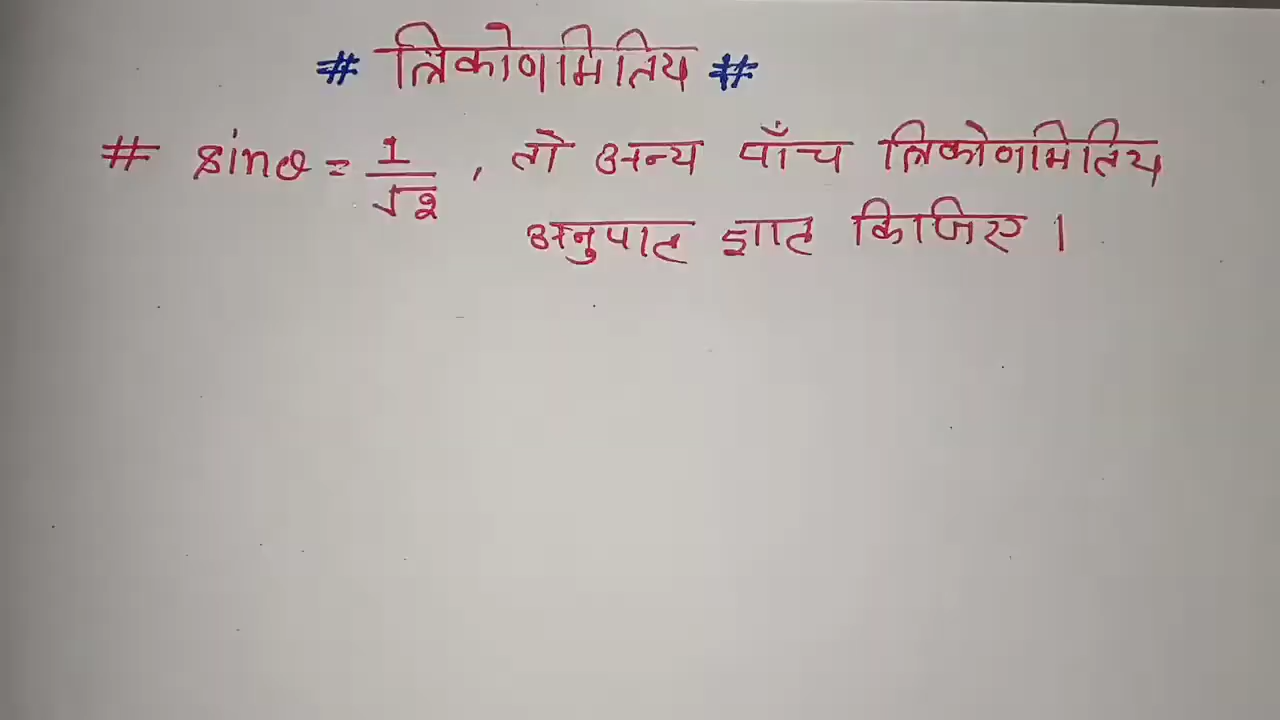 # त्रिकोणमितिय #
# sinθ = 1/√2 , तो अन्य पाँच त्रिकोणमितिय
अनुपात ज्ञात किजिए ।